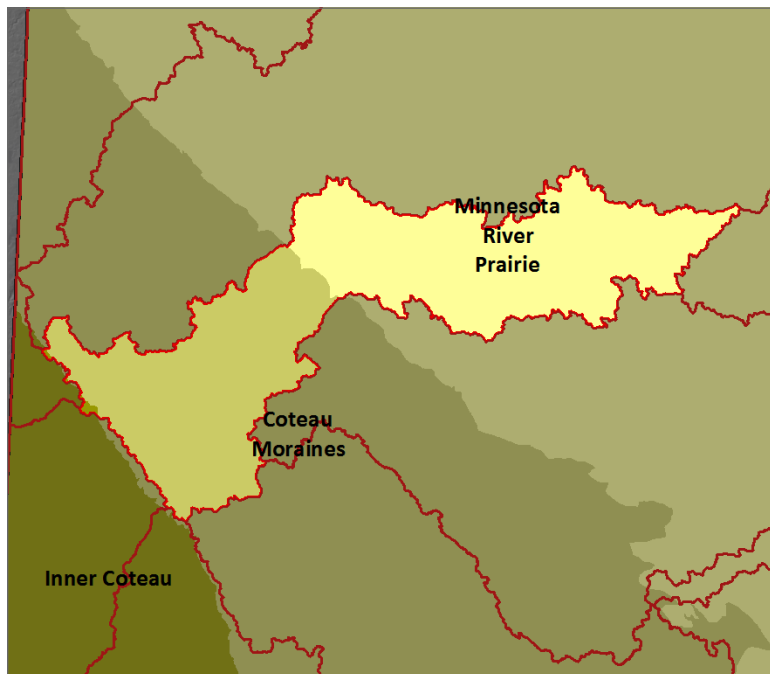 Minnesota
River
Prairie
Coteau
Moraines
Inner Coteau